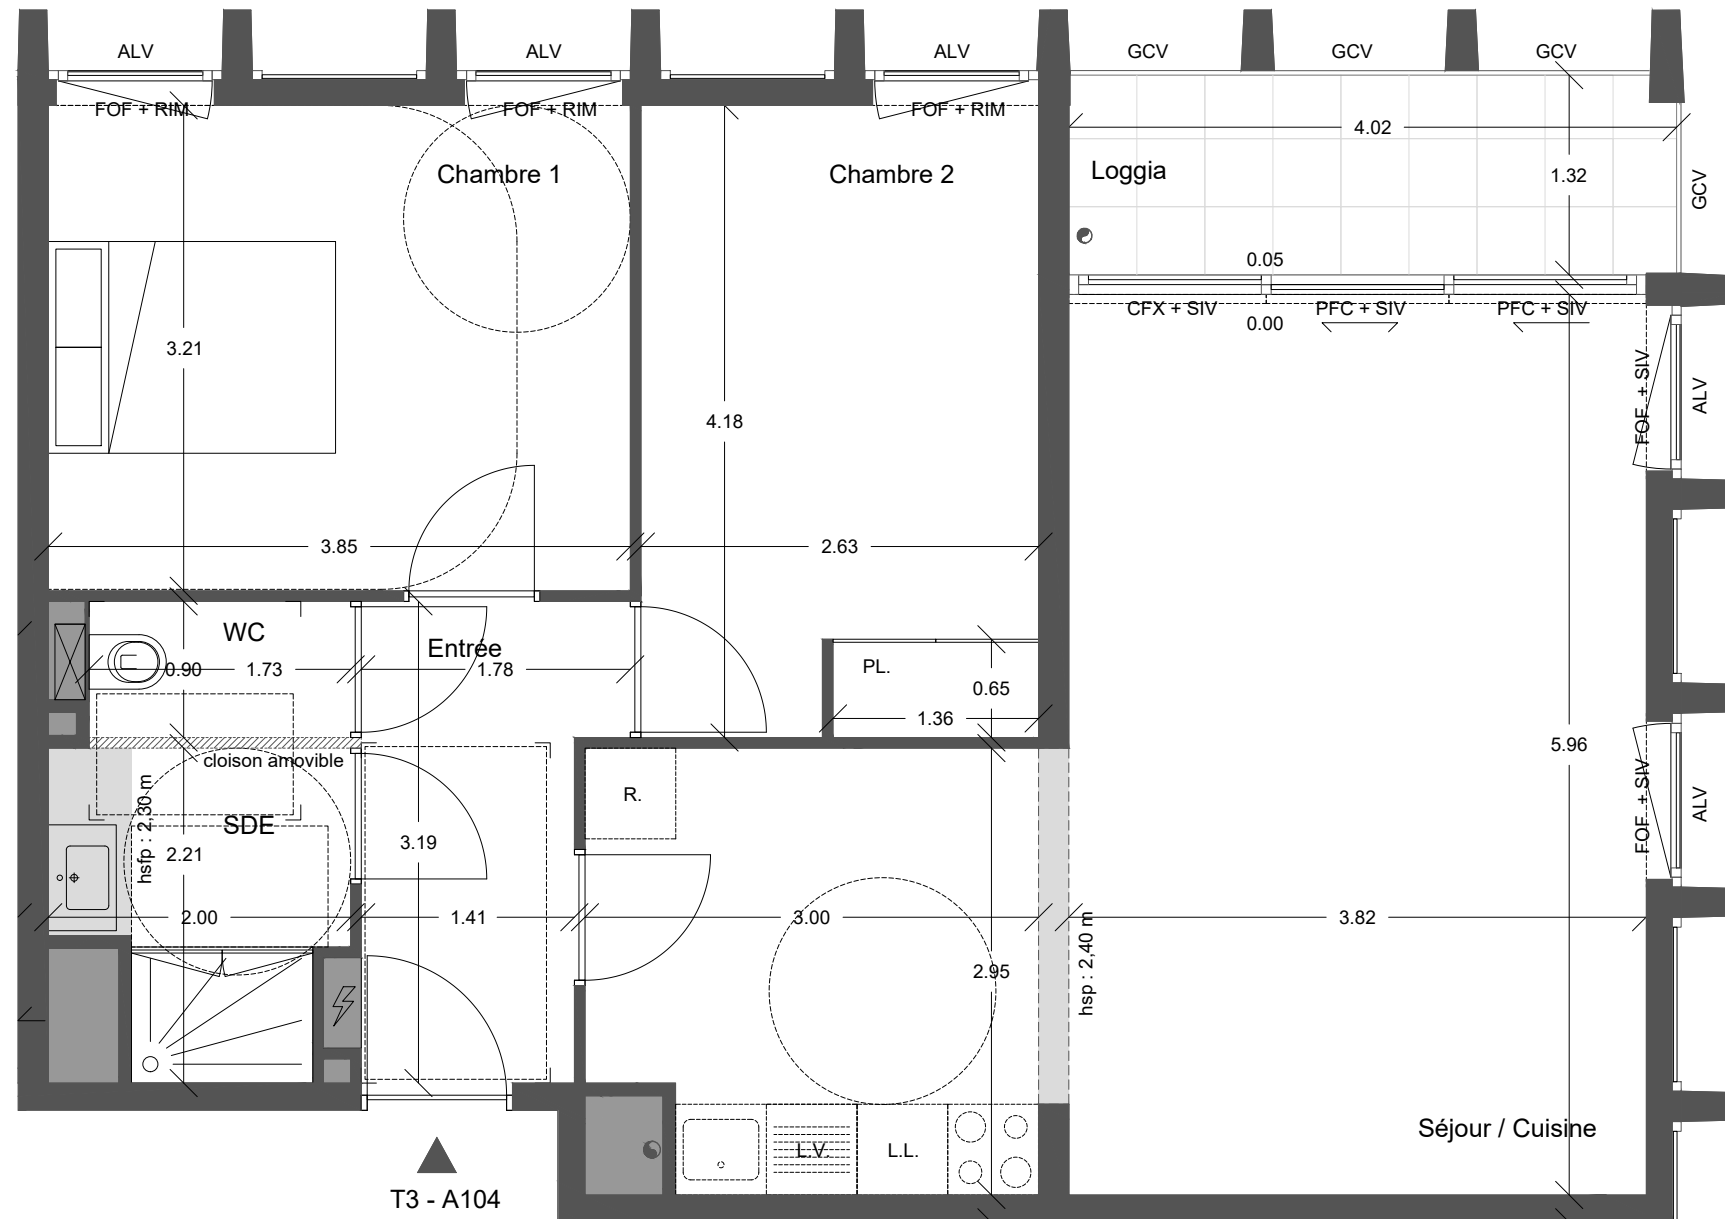 ALV
ALV
ALV
GCV
GCV
GCV
FOF + RIM
FOF + RIM
FOF + RIM
4.02
Chambre 1
Chambre 2
Loggia
1.32
GCV
0.05
CFX + SIV
PFC + SIV
PFC + SIV
0.00
3.21
FOF + SIV
ALV
4.18
3.85
2.63
WC
Entrée
0.90
1.73
1.78
PL.
0.65
1.36
5.96
cloison amovible
R.
hsfp : 2,30 m
SDE
FOF + SIV
ALV
3.19
2.21
2.00
1.41
3.00
3.82
hsp : 2,40 m
2.95
Séjour / Cuisine
L.V.
L.L.
T3 - A104